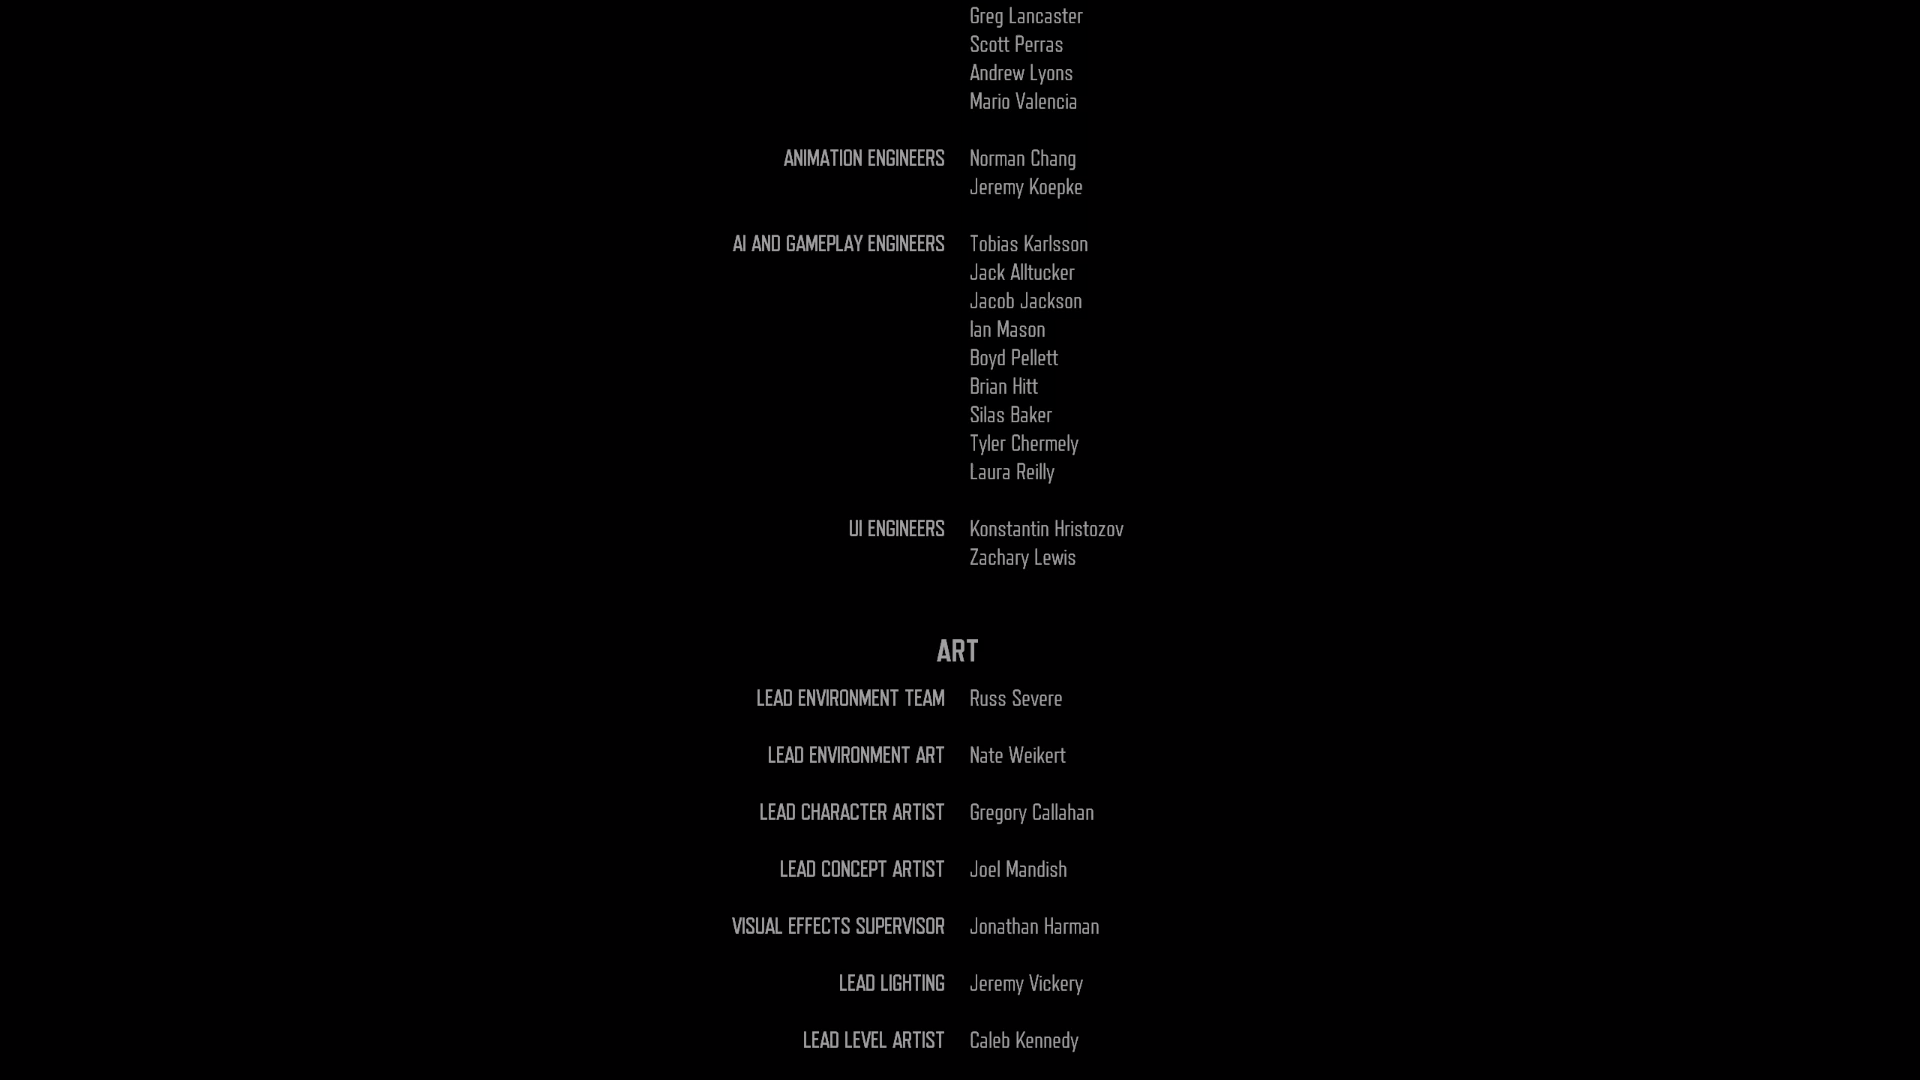 Greg Lancaster
Scott Perras
Andrew Lyons
Mario Valencia
ANIMATION ENGINEERS Norman Chang
Jeremy Koepke
AI AND GAMEPLAY ENGINEERS Tobias Karlsson
Jack Alltucker
Jacob Jackson
Ian Mason
Boyd Pellett
Brian Hitt
Silas Baker
Tyler Chermely
Laura Reilly
UI ENGINEERS Konstantin Hristozov
Zachary Lewis
ART
LEAD ENVIRONMENT TEAM Russ Severe
LEAD ENVIRONMENT ART Nate Weikert
LEAD CHARACTER ARTIST Gregory Callahan
LEAD CONCEPT ARTIST Joel Mandish
VISUAL EFFECTS SUPERVISOR Jonathan Harman
LEAD LIGHTING Jeremy Vickery
LEAD LEVEL ARTIST Caleb Kennedy